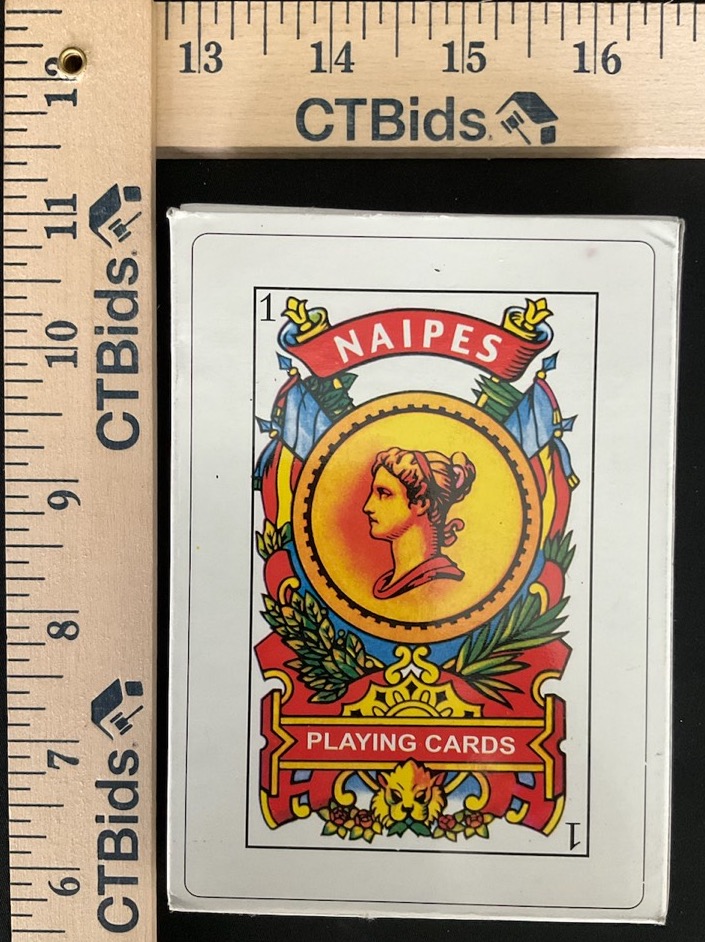 13 14 15 16
CTBids.
12
11
CTBids.
10
9
8
7
CTBids.
6
1
NAIPES
PLAYING CARDS
1